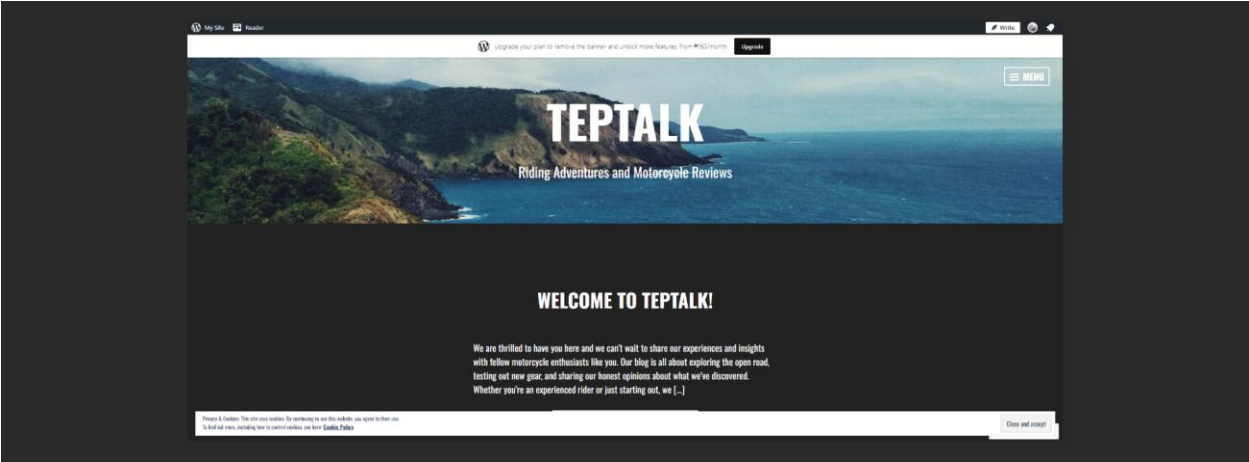 My Site Reader Write
Upgrade your plan to remove the banner and unlock more features, from ₱160/month Upgrade
MENU
TEPTALK
Riding Adventures and Motorcycle Reviews
WELCOME TO TEPTALK!
We are thrilled to have you here and we can't wait to share our experiences and insights
with fellow motorcycle enthusiasts like you. Our blog is all about exploring the open road,
testing out new gear, and sharing our honest opinions about what we've discovered.
Whether you're an experienced rider or just starting out, we [...]
Privacy & Cookies: This site uses cookies. By continuing to use this website, you agree to their use.
To find out more, including how to control cookies, see here: Cookie Policy
Close and accept